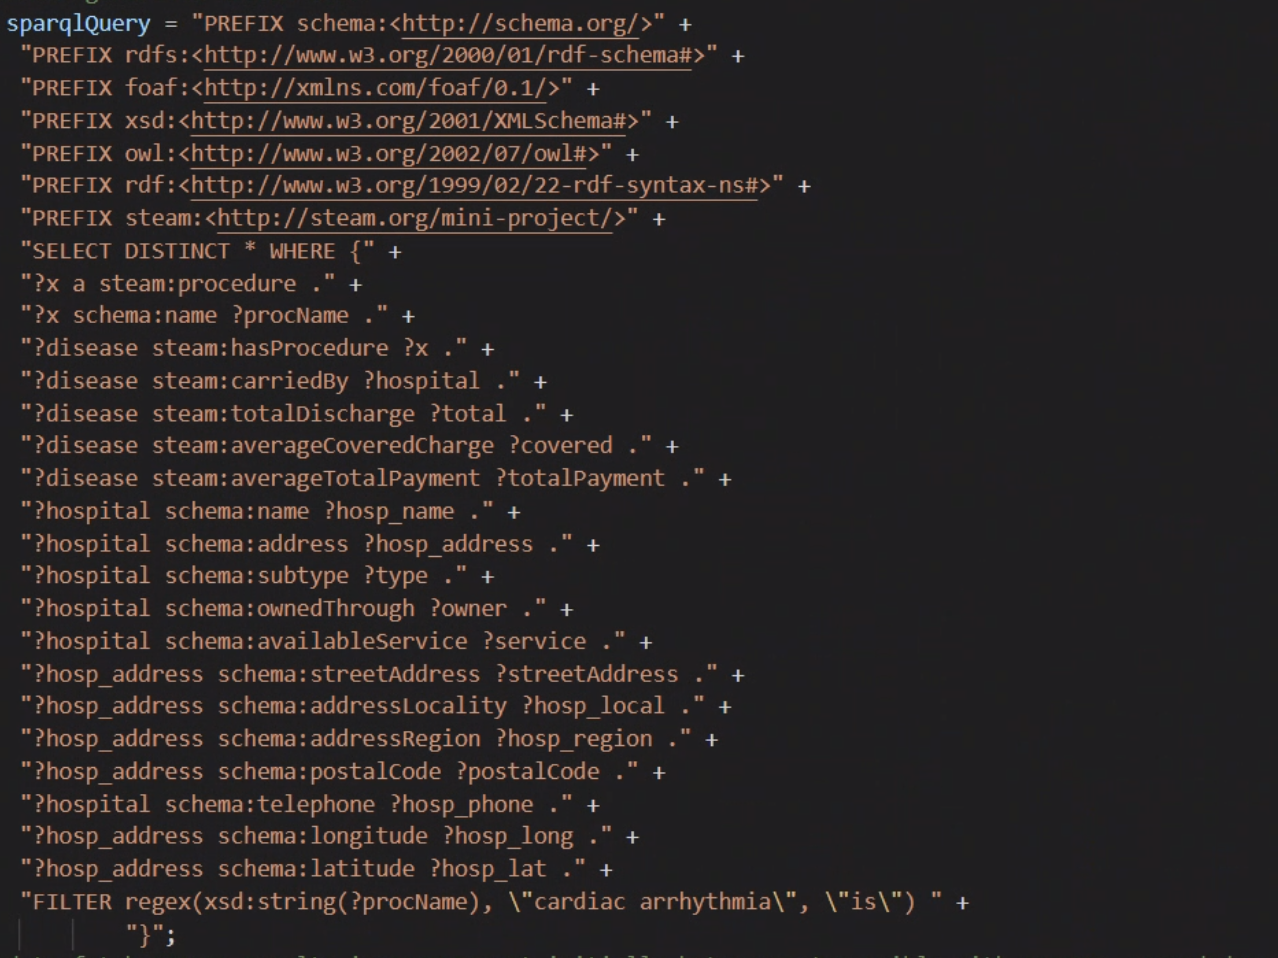 sparqlQuery = "PREFIX schema:<http://schema.org/>" +
"PREFIX rdfs:<http://www.w3.org/2000/01/rdf-schema#>" +
"PREFIX foaf:<http://xmlns.com/foaf/0.1/>" +
"PREFIX xsd:<http://www.w3.org/2001/XMLSchema#>" +
"PREFIX owl:<http://www.w3.org/2002/07/owl#>" +
"PREFIX rdf:<http://www.w3.org/1999/02/22-rdf-syntax-ns#>" +
"PREFIX steam:<http://steam.org/mini-project/>" +
"SELECT DISTINCT * WHERE {" +
"?x a steam:procedure ." +
"?x schema:name ?procName ." +
"?disease steam:hasProcedure ?x ." +
"?disease steam:carriedBy ?hospital ." +
"?disease steam:totalDischarge ?total ." +
"?disease steam:averageCoveredCharge ?covered ." +
"?disease steam:averageTotalPayment ?totalPayment ." +
"?hospital schema:name ?hosp_name ." +
"?hospital schema:address ?hosp_address ." +
"?hospital schema:subtype ?type ." +
"?hospital schema:ownedThrough ?owner ." +
"?hospital schema:availableService ?service ." +
"?hosp_address schema:streetAddress ?streetAddress ." +
"?hosp_address schema:addressLocality ?hosp_local ." +
"?hosp_address schema:addressRegion ?hosp_region ." +
"?hosp_address schema:postalCode ?postalCode ." +
"?hospital schema:telephone ?hosp_phone ." +
"?hosp_address schema:longitude ?hosp_long ." +
"?hosp_address schema:latitude ?hosp_lat ." +
"FILTER regex(xsd:string(?procName), \"cardiac arrhythmia\", \"is\") " +
"}";